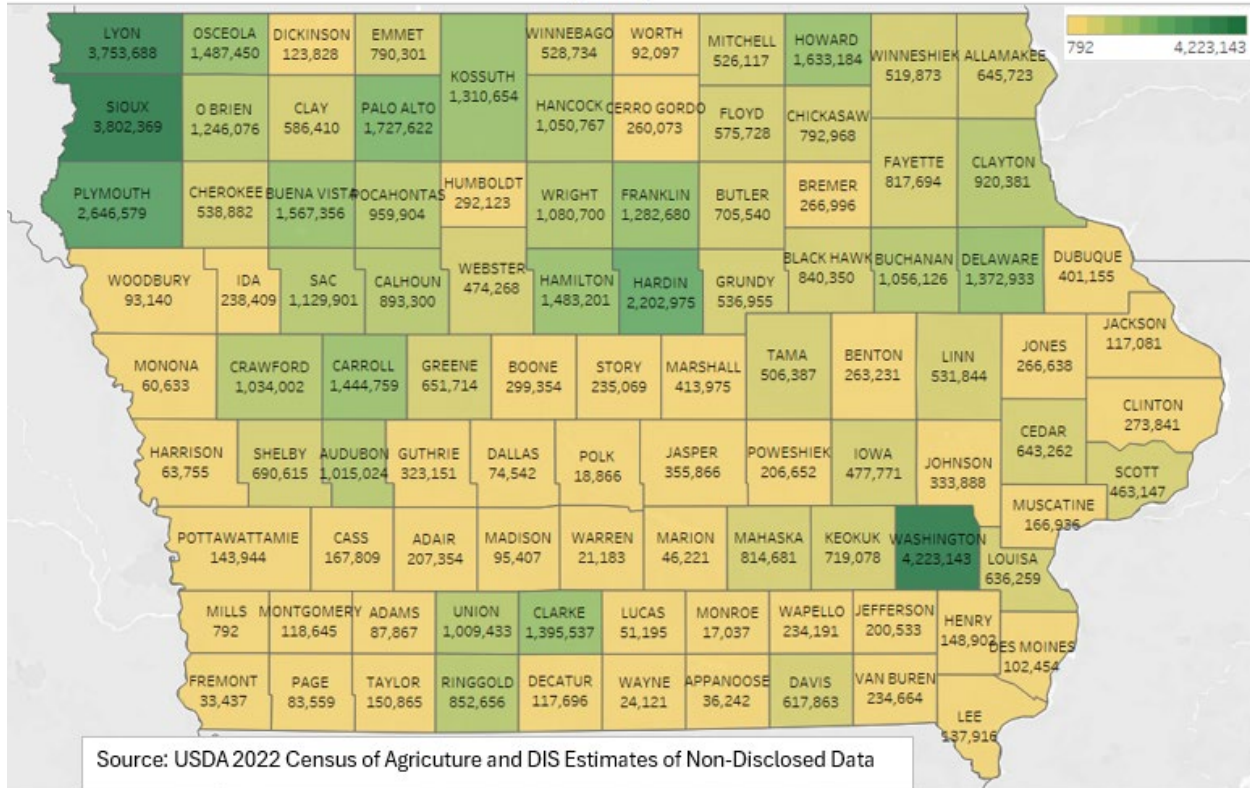 792 4,223,143
LYON
3,753,688
OSCEOLA
1,487,450
DICKINSON
123,828
EMMET
790,301
KOSSUTH
1,310,654
WINNEBAGO
528,734
WORTH
92,097
MITCHELL
526,117
HOWARD
1,633,184
WINNESHIEK
519,873
ALLAMAKEE
645,723
SIOUX
3,802,369
O BRIEN
1,246,076
CLAY
586,410
PALO ALTO
1,727,622
HANCOCK
1,050,767
CERRO GORDO
260,073
FLOYD
575,728
CHICKASAW
792,968
FAYETTE
817,694
CLAYTON
920,381
PLYMOUTH
2,646,579
CHEROKEE
538,882
BUENA VISTA
1,567,356
POCAHONTAS
959,904
HUMBOLDT
292,123
WRIGHT
1,080,700
FRANKLIN
1,282,680
BUTLER
705,540
BREMER
266,996
WOODBURY
93,140
IDA
238,409
SAC
1,129,901
CALHOUN
893,300
WEBSTER
474,268
HAMILTON
1,483,201
HARDIN
2,202,975
GRUNDY
536,955
BLACK HAWK
840,350
BUCHANAN
1,056,126
DELAWARE
1,372,933
DUBUQUE
401,155
JACKSON
117,081
MONONA
60,633
CRAWFORD
1,034,002
CARROLL
1,444,759
GREENE
651,714
BOONE
299,354
STORY
235,069
MARSHALL
413,975
TAMA
506,387
BENTON
263,231
LINN
531,844
JONES
266,638
CLINTON
273,841
HARRISON
63,755
SHELBY
690,615
AUDUBON
1,015,024
GUTHRIE
323,151
DALLAS
74,542
POLK
18,866
JASPER
355,866
POWESHIEK
206,652
IOWA
477,771
JOHNSON
333,888
CEDAR
643,262
SCOTT
463,147
MUSCATINE
166,936
POTTAWATTAMIE
143,944
CASS
167,809
ADAIR
207,354
MADISON
95,407
WARREN
21,183
MARION
46,221
MAHASKA
814,681
KEOKUK
719,078
WASHINGTON
4,223,143
LOUISA
636,259
MILLS
792
MONTGOMERY
118,645
ADAMS
87,867
UNION
1,009,433
CLARKE
1,395,537
LUCAS
51,195
MONROE
17,037
WAPELLO
234,191
JEFFERSON
200,533
HENRY
148,902
DES MOINES
102,454
FREMONT
33,437
PAGE
83,559
TAYLOR
150,865
RINGGOLD
852,656
DECATUR
117,696
WAYNE
24,121
APPANOOSE
36,242
DAVIS
617,863
VAN BUREN
234,664
LEE
137,916
Source: USDA 2022 Census of Agricuture and DIS Estimates of Non-Disclosed Data